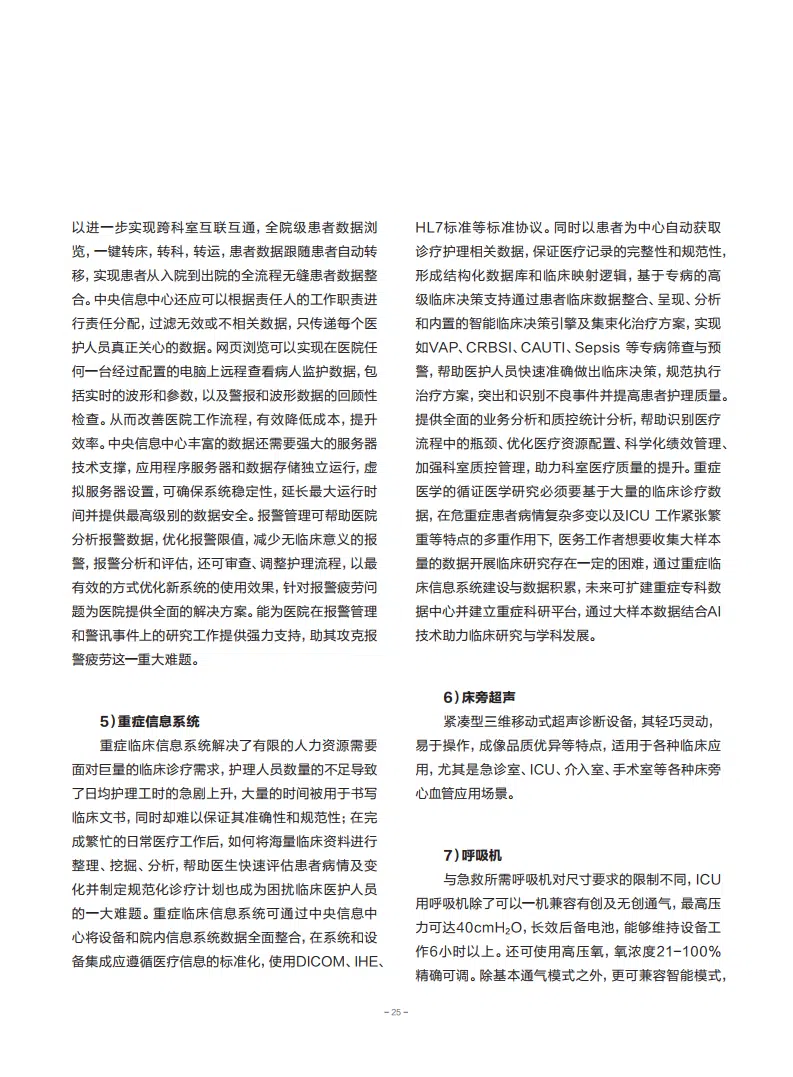 以进一步实现跨科室互联互通，全院级患者数据浏
览，一键转床，转科，转运，患者数据跟随患者自动转
移，实现患者从入院到出院的全流程无缝患者数据整
合。中央信息中心还应可以根据责任人的工作职责进
行责任分配，过滤无效或不相关数据，只传递每个医
护人员真正关心的数据。网页浏览可以实现在医院任
何一台经过配置的电脑上远程查看病人监护数据，包
括实时的波形和参数，以及警报和波形数据的回顾性
检查。从而改善医院工作流程，有效降低成本，提升
效率。中央信息中心丰富的数据还需要强大的服务器
技术支撑，应用程序服务器和数据存储独立运行，虚
拟服务器设置，可确保系统稳定性，延长最大运行时
间并提供最高级别的数据安全。报警管理可帮助医院
分析报警数据，优化报警限值，减少无临床意义的报
警，报警分析和评估，还可审查、调整护理流程，以最
有效的方式优化新系统的使用效果，针对报警疲劳问
题为医院提供全面的解决方案。能为医院在报警管理
和警讯事件上的研究工作提供强力支持，助其攻克报
警疲劳这一重大难题。
5）重症信息系统
重症临床信息系统解决了有限的人力资源需要
面对巨量的临床诊疗需求，护理人员数量的不足导致
了日均护理工时的急剧上升，大量的时间被用于书写
临床文书，同时却难以保证其准确性和规范性；在完
成繁忙的日常医疗工作后，如何将海量临床资料进行
整理、挖掘、分析，帮助医生快速评估患者病情及变
化并制定规范化诊疗计划也成为困扰临床医护人员
的一大难题。重症临床信息系统可通过中央信息中
心将设备和院内信息系统数据全面整合，在系统和设
备集成应遵循医疗信息的标准化，使用DICOM、IHE、
HL7标准等标准协议。同时以患者为中心自动获取
诊疗护理相关数据，保证医疗记录的完整性和规范性，
形成结构化数据库和临床映射逻辑，基于专病的高
级临床决策支持通过患者临床数据整合、呈现、分析
和内置的智能临床决策引擎及集束化治疗方案，实现
如VAP、CRBSI、CAUTI、Sepsis 等专病筛查与预
警，帮助医护人员快速准确做出临床决策，规范执行
治疗方案，突出和识别不良事件并提高患者护理质量。
提供全面的业务分析和质控统计分析，帮助识别医疗
流程中的瓶颈、优化医疗资源配置、科学化绩效管理、
加强科室质控管理，助力科室医疗质量的提升。重症
医学的循证医学研究必须要基于大量的临床诊疗数
据，在危重症患者病情复杂多变以及ICU 工作紧张繁
重等特点的多重作用下，医务工作者想要收集大样本
量的数据开展临床研究存在一定的困难，通过重症临
床信息系统建设与数据积累，未来可扩建重症专科数
据中心并建立重症科研平台，通过大样本数据结合AI
技术助力临床研究与学科发展。
6）床旁超声
紧凑型三维移动式超声诊断设备，其轻巧灵动，
易于操作，成像品质优异等特点，适用于各种临床应
用，尤其是急诊室、ICU、介入室、手术室等各种床旁
心血管应用场景。
7）呼吸机
与急救所需呼吸机对尺寸要求的限制不同，ICU
用呼吸机除了可以一机兼容有创及无创通气，最高压
力可达40cmH₂O，长效后备电池，能够维持设备工
作6小时以上。还可使用高压氧，氧浓度21-100%
精确可调。除基本通气模式之外，更可兼容智能模式，
- 25 -